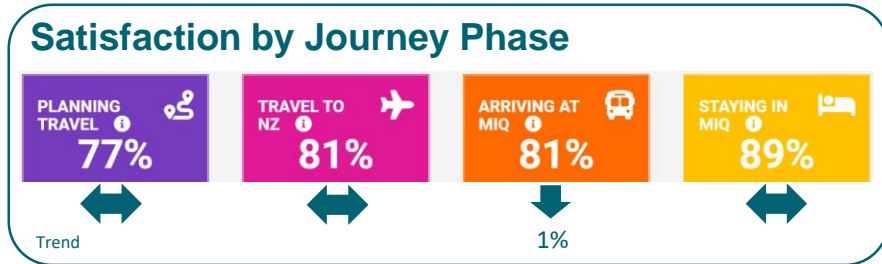 Satisfaction by Journey Phase
PLANNING
TRAVEL
77%
TRAVEL TO
NZ
81%
ARRIVING AT
MIQ
81%
STAYING IN
MIQ
89%
Trend
1%